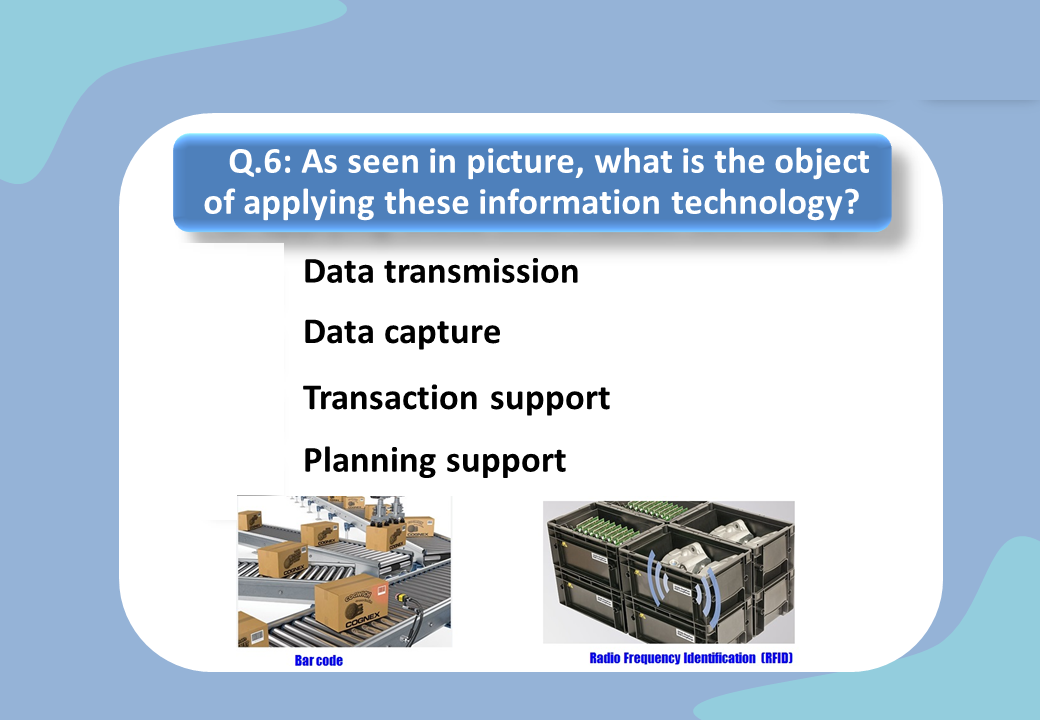 Q.6: As seen in picture, what is the object
of applying these information technology?
Data transmission
Data capture
Transaction support
Planning support
COGNEX
COGNEX
COGNEX
Bar code
Radio Frequency Identification (RFID)